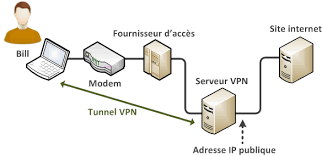 Fournisseur d'accès
Site internet
Bill
Modem
Serveur VPN
Tunnel VPN
Adresse IP publique